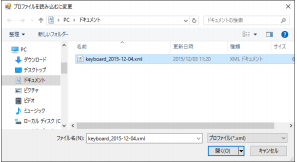 プロファイルを読み込むに変更
PC > ドキュメント
ドキュメントの検索
整理 新しいフォルダー
名前 更新日時 種類 サイズ
PC
ダウンロード
デスクトップ
ドキュメント
ピクチャ
ビデオ
ミュージック
ローカル ディスク (C
keyboard_2015-12-04.xml 2015/12/03 13:20 XML ドキュメント
ファイル名(N): keyboard_2015-12-04.xml プロファイル(*.xml)
開く(O) キャンセル